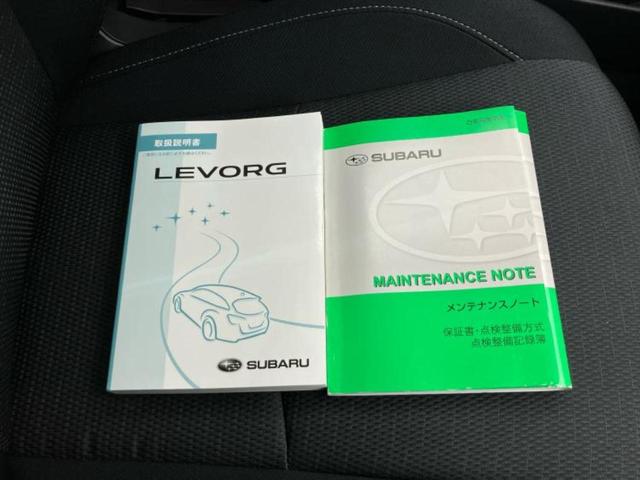 取扱説明書
LEVORG
SUBARU
SUBARU
MAINTENANCE NOTE
メンテナンスノート
保証書・点検整備方式
点検整備記録簿